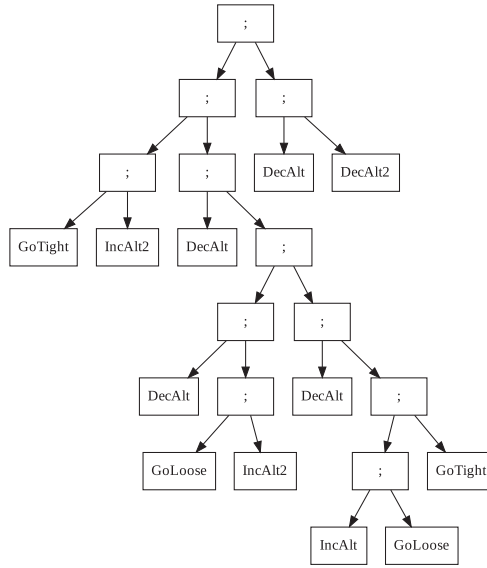 ;
; ;
; ; DecAlt DecAlt2
GoTight IncAlt2 DecAlt ;
; ;
DecAlt ; DecAlt ;
GoLoose IncAlt2 ; GoTight
IncAlt GoLoose